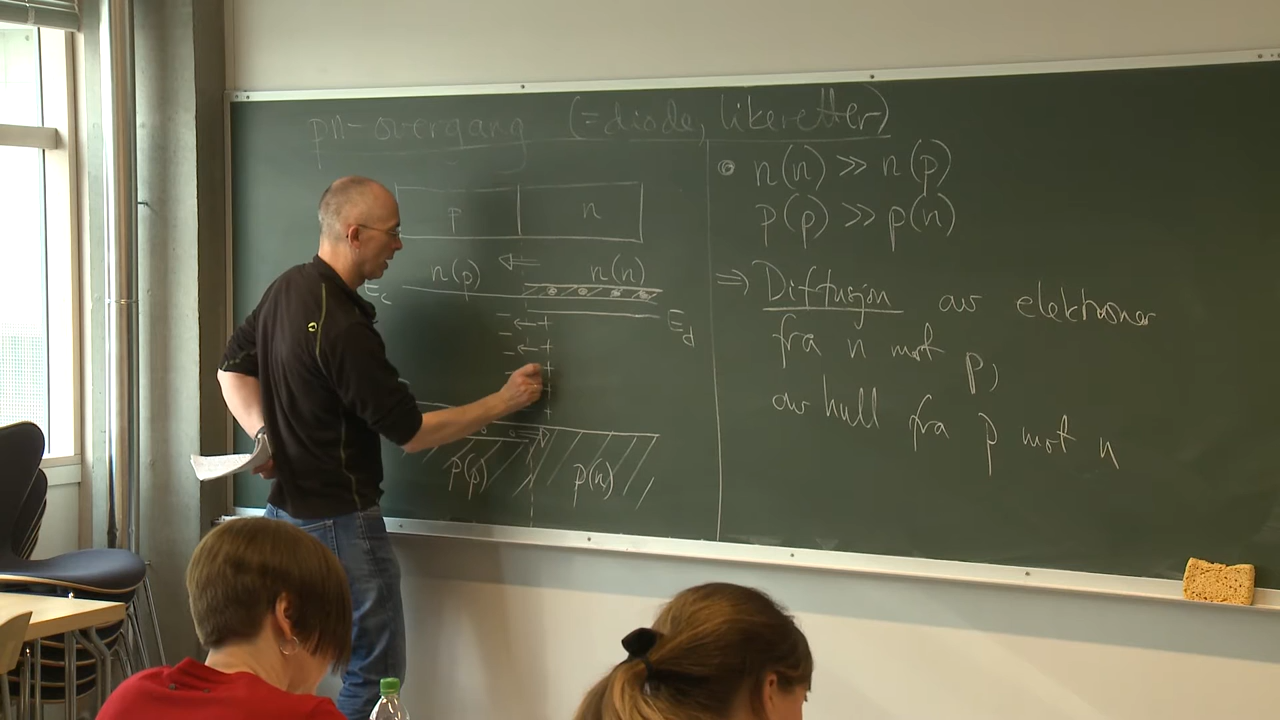 pn-overgang (=diode, likeretter)
p n
n(p) ⇐ n(n)
Ec
Ed
- ← +
- ← +
p(p) p(n)
● n(n) >> n(p)
p(p) >> p(n)
⇒ Diffusjon av elektroner
fra n mot p,
av hull fra p mot n